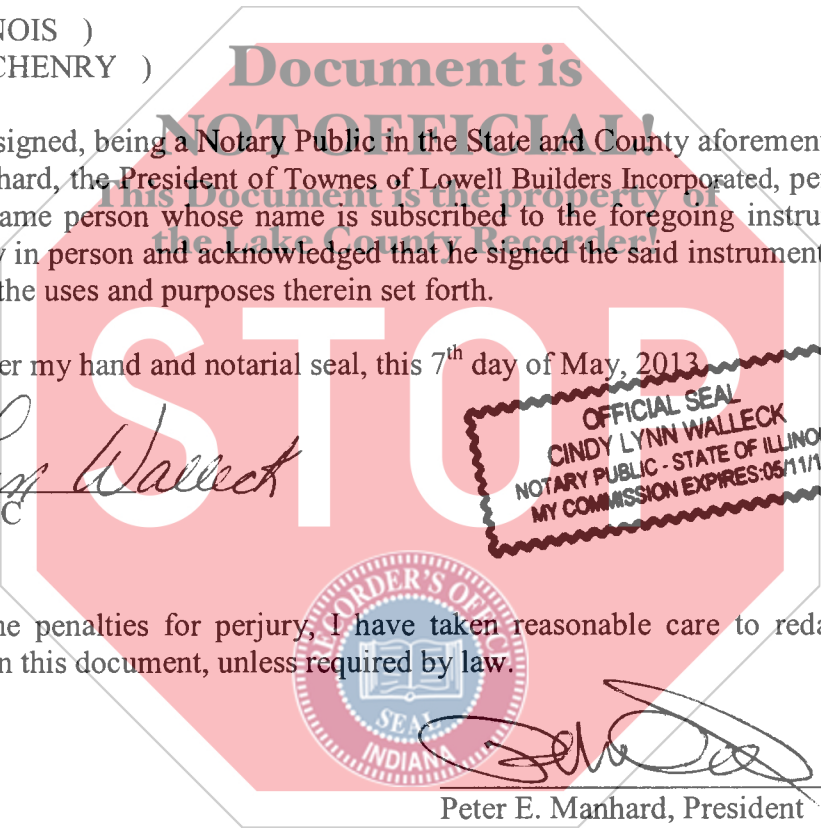 NOIS )
CHENRY )
Document is
NOT OFFICIAL!
This Document is the property of
the Lake County Recorder!
STOP
signed, being a Notary Public in the State and County aforement
hard, the President of Townes of Lowell Builders Incorporated, pe
ame person whose name is subscribed to the foregoing instru
y in person and acknowledged that he signed the said instrument
the uses and purposes therein set forth.
er my hand and notarial seal, this 7th day of May, 2013
Walleck
C
OFFICIAL SEAL
CINDY LYNN WALLECK
NOTARY PUBLIC - STATE OF ILLINO
MY COMMISSION EXPIRES:05/11/1
he penalties for perjury, I have taken reasonable care to reda
n this document, unless required by law.
RECORDER'S OFFICE
SEAL
INDIANA
Peter E. Manhard, President